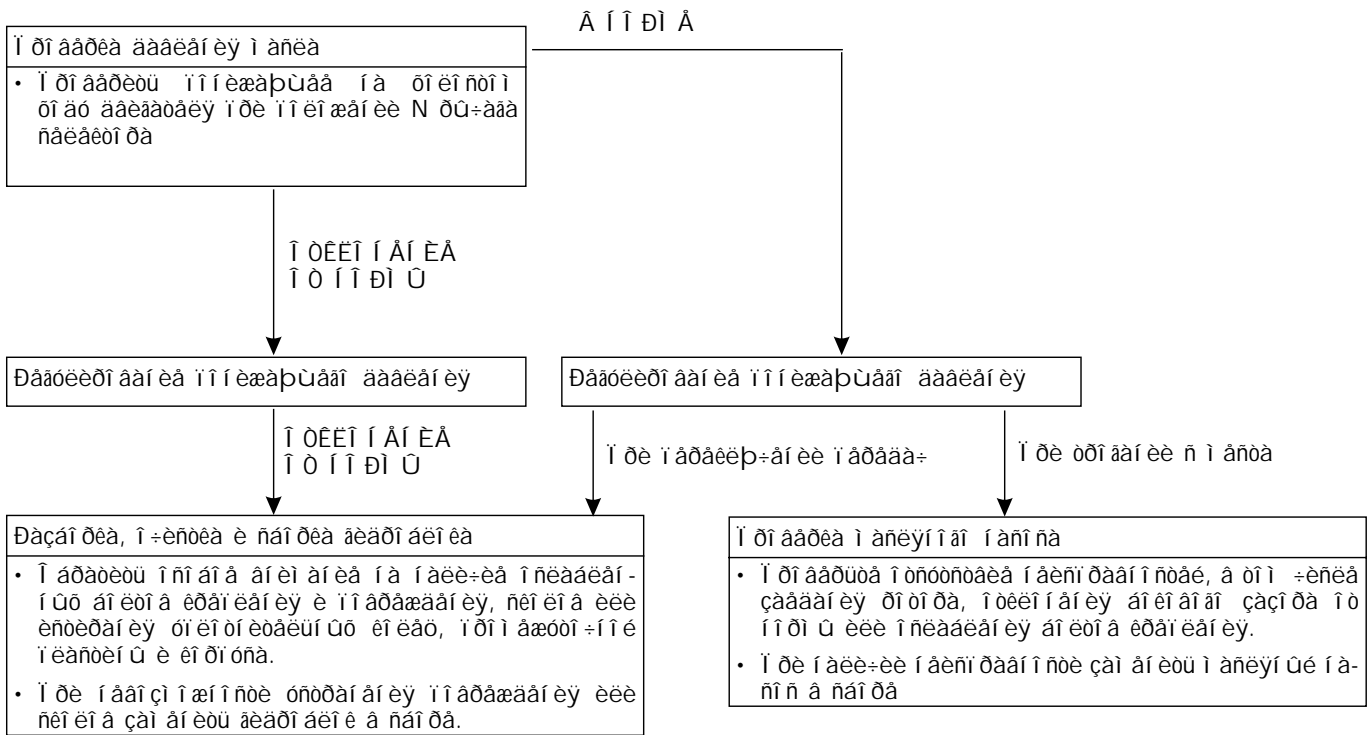 Â Í Î ÐÌ Å
Ï ðî âåðêà äàâëåí èÿ ì àñëà
• Ï ðî âåðèòü ïî í èæàþùåå í à õî ëî ñòî ì
õî äó äâèãàòåëÿ ï ðè ï î ëî æåí èè N ðû÷àãà
ñåëåêòî ðà
Î ÒÊËÎ Í ÅÍ ÈÅ
Î Ò Í Î ÐÌ Û
Ðåãóëèðî âàí èå ï î í èæàþùåãî äàâëåí èÿ
Ðåãóëèðî âàí èå ï î í èæàþùåãî äàâëåí èÿ
Î ÒÊËÎ Í ÅÍ ÈÅ
Î Ò Í Î ÐÌ Û
Ï ðè ï åðåêëþ÷åí èè ï åðåäà÷
Ï ðè òðî ãàí èè ñ ì åñòà
Ðàçáî ðêà, î ÷èñòêà è ñáî ðêà ãèäðî áëî êà
• Î áðàòèòü î ñî áî å âí èì àí èå í à í àëè÷èå î ñëàáëåí -
í ûõ áî ëòî â êðåï ëåí èÿ è ï î âðåæäåí èÿ, ñêî ëî â èëè
èñòèðàí èÿ óï ëî òí èòåëüí ûõ êî ëåö, ï ðî ì åæóòî ÷í î é
ï ëàñòèí û è êî ðï óñà.
• Ï ðè í åâî çì î æí î ñòè óñòðàí åí èÿ ï î âðåæäåí èÿ èëè
ñêî ëî â çàì åí èòü ãèäðî áëî ê â ñáî ðå.
Ï ðî âåðêà ì àñëÿí î ãî í àñî ñà
• Ï ðî âåðüòå î òñóòñòâèå í åèñï ðàâí î ñòåé, â òî ì ÷èñëå
çàåäàí èÿ ðî òî ðà, î òêëî í åí èÿ áî êî âî ãî çàçî ðà î ò
í î ðì û èëè î ñëàáëåí èÿ áî ëòî â êðåï ëåí èÿ.
• Ï ðè í àëè÷èè í åèñï ðàâí î ñòè çàì åí èòü ì àñëÿí ûé í à-
ñî ñ â ñáî ðå